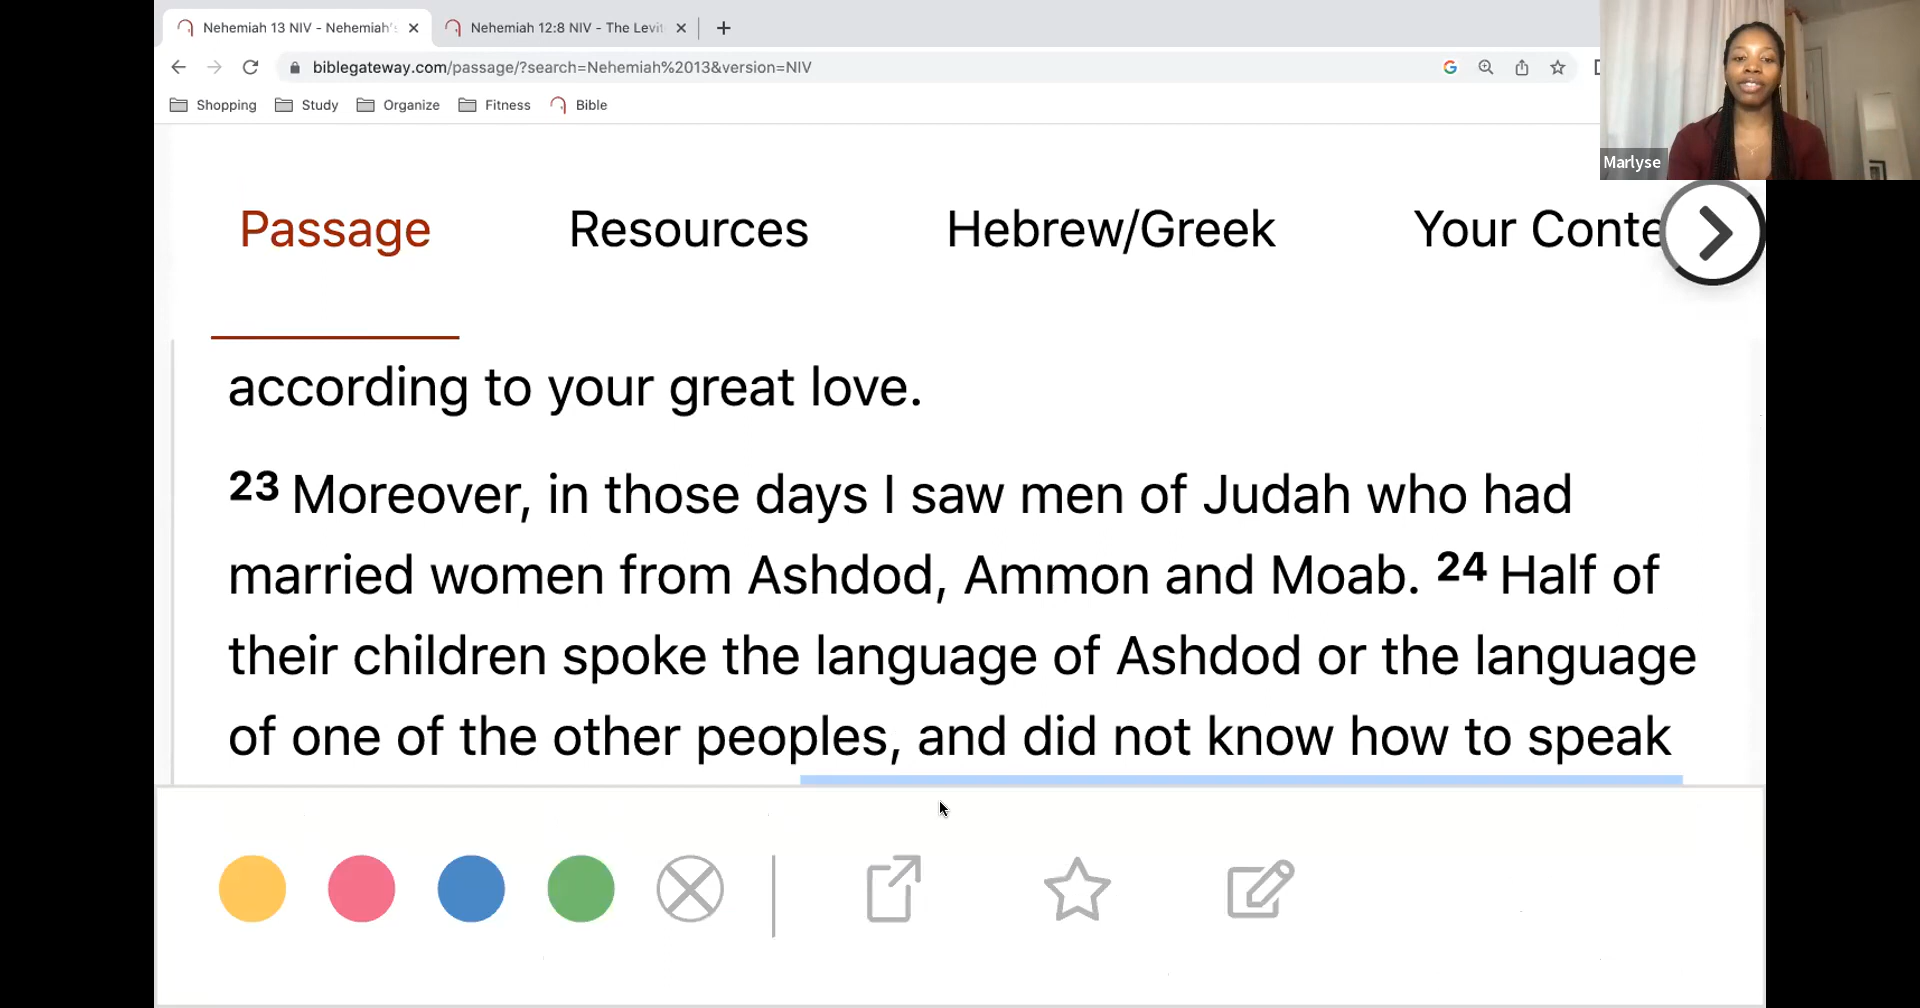 Nehemiah 13 NIV - Nehemiah's
Nehemiah 12:8 NIV - The Levit
biblegateway.com/passage/?search=Nehemiah%2013&version=NIV
Shopping
Study
Organize
Fitness
Bible
Marlyse
Passage
Resources
Hebrew/Greek
Your Conte
according to your great love.
23 Moreover, in those days I saw men of Judah who had
married women from Ashdod, Ammon and Moab. 24 Half of
their children spoke the language of Ashdod or the language
of one of the other peoples, and did not know how to speak